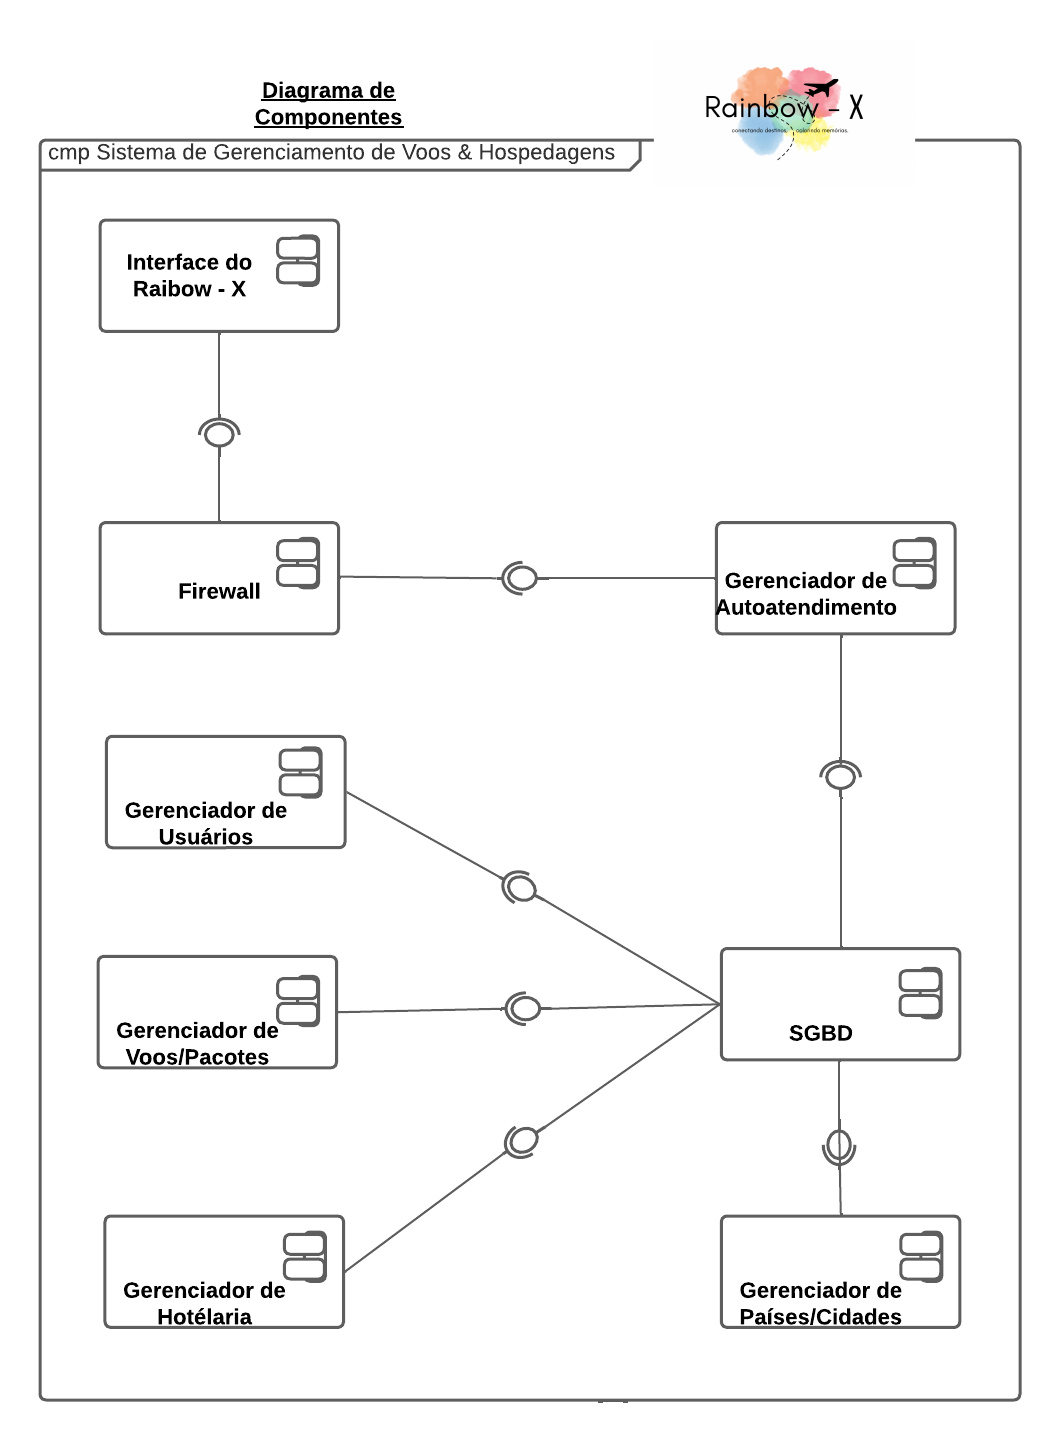 Diagrama de
Componentes
Rainbow - X
conectando destinos, colorindo memórias.
cmp Sistema de Gerenciamento de Voos & Hospedagens
Interface do
Raibow - X
Firewall
Gerenciador de
Autoatendimento
Gerenciador de
Usuários
Gerenciador de
Voos/Pacotes
SGBD
Gerenciador de
Hotélaria
Gerenciador de
Países/Cidades